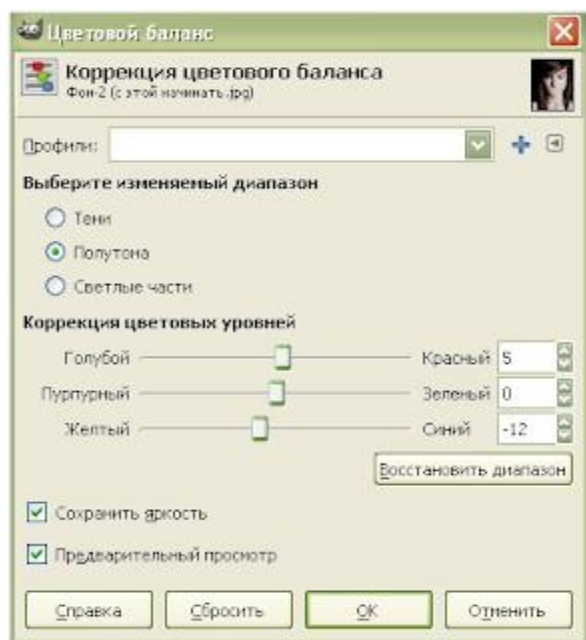 Цветовой баланс
Коррекция цветового баланса
Фон-2 (с этой начинать.jpg)
Профили:
Выберите изменяемый диапазон
Тени
Полутона
Светлые части
Коррекция цветовых уровней
Голубой Красный 5
Пурпурный Зеленый 0
Желтый Синий -12
Восстановить диапазон
Сохранить яркость
Предварительный просмотр
Справка Сбросить OK Отменить